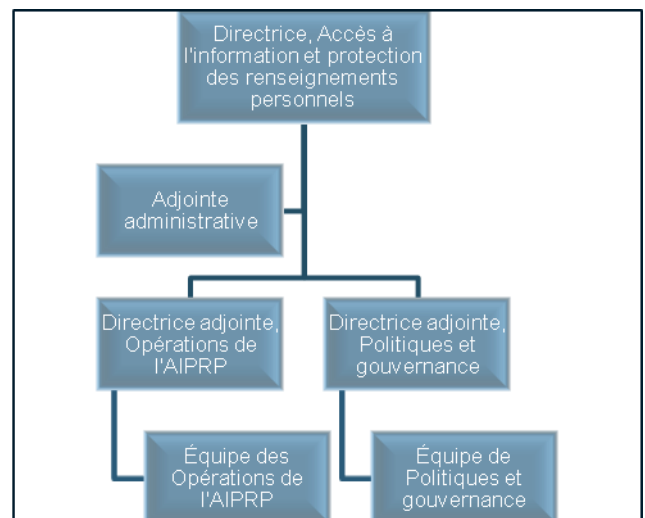 Directrice, Accès à
l'information et protection
des renseignements
personnels
Adjointe
administrative
Directrice adjointe,
Opérations de
l'AIPRP
Directrice adjointe,
Politiques et
gouvernance
Équipe des
Opérations de
l'AIPRP
Équipe de
Politiques et
gouvernance